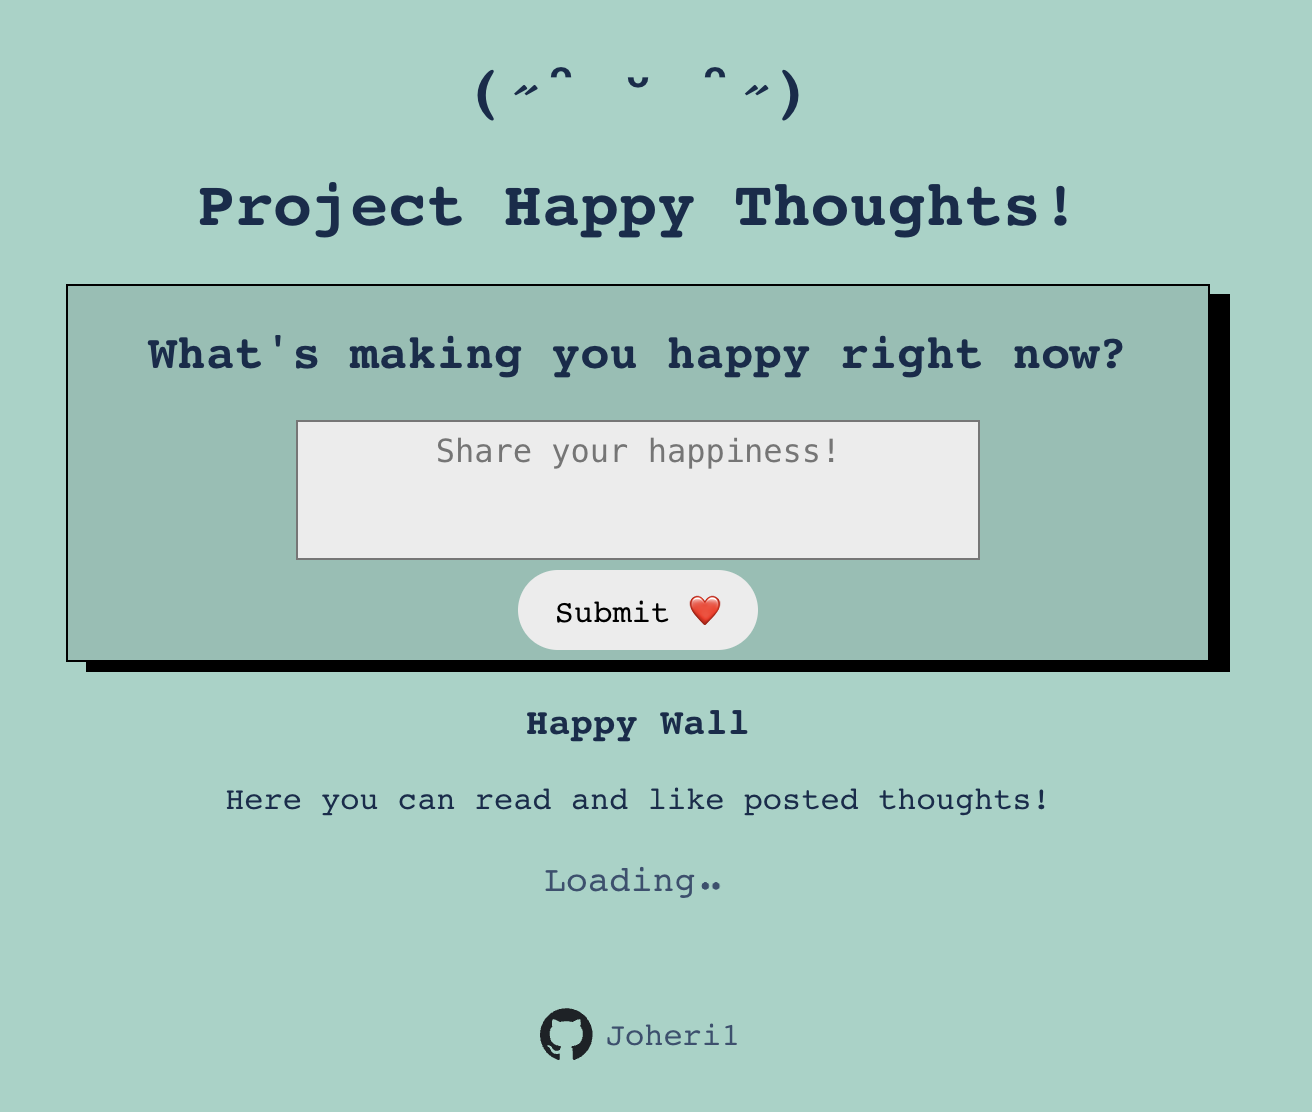 (˶ᵔ ᵕ ᵔ˶)
Project Happy Thoughts!
What's making you happy right now?
Share your happiness!
Submit ❤️
Happy Wall
Here you can read and like posted thoughts!
Loading..
Joheri1